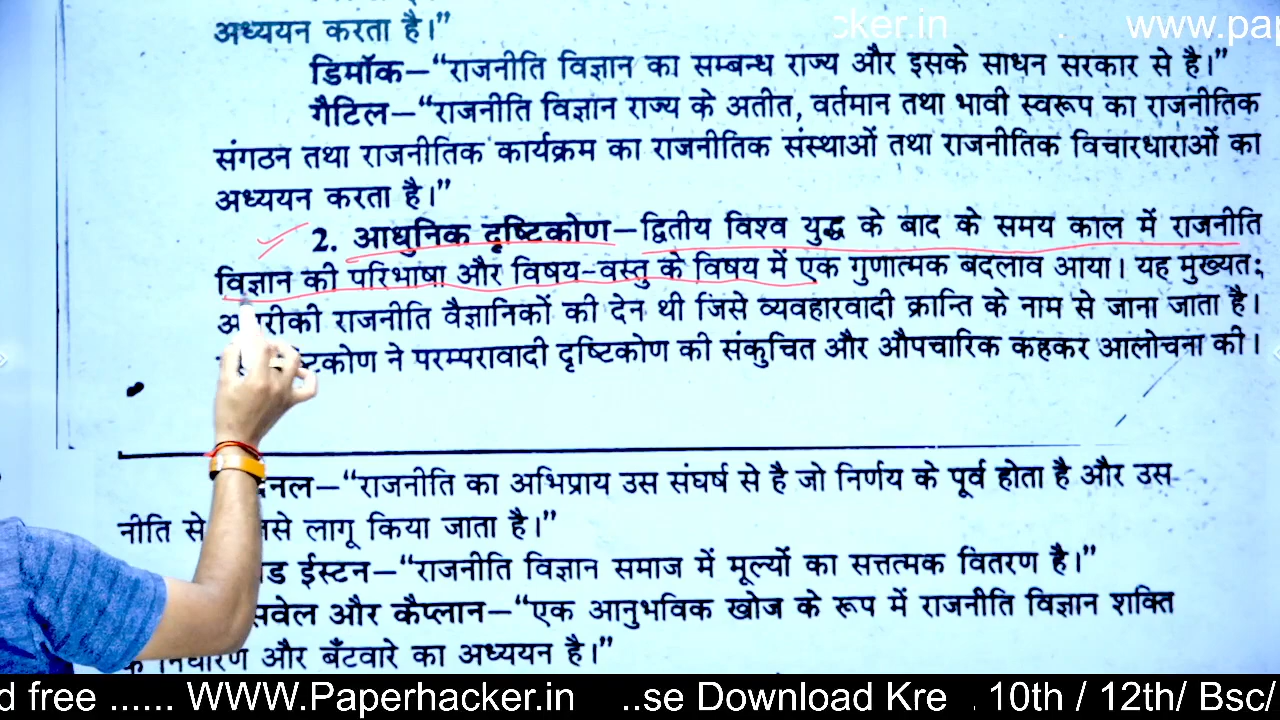 cker.in . www.pap
अध्ययन करता है।”
डिमॉक–“राजनीति विज्ञान का सम्बन्ध राज्य और इसके साधन सरकार से है।”
गैटिल–“राजनीति विज्ञान राज्य के अतीत, वर्तमान तथा भावी स्वरूप का राजनीतिक
संगठन तथा राजनीतिक कार्यक्रम का राजनीतिक संस्थाओं तथा राजनीतिक विचारधाराओं का
अध्ययन करता है।”
2. आधुनिक दृष्टिकोण–द्वितीय विश्व युद्ध के बाद के समय काल में राजनीति
विज्ञान की परिभाषा और विषय-वस्तु के विषय में एक गुणात्मक बदलाव आया। यह मुख्यत:
राजनीति वैज्ञानिकों की देन थी जिसे व्यवहारवादी क्रान्ति के नाम से जाना जाता है।
ने परम्परावादी दृष्टिकोण की संकुचित और औपचारिक कहकर आलोचना की।
–“राजनीति का अभिप्राय उस संघर्ष से है जो निर्णय के पूर्व होता है और उस
नीति से लागू किया जाता है।”
ईस्टन–“राजनीति विज्ञान समाज में मूल्यों का सत्तत्मक वितरण है।”
और कैप्लान–“एक आनुभविक खोज के रूप में राजनीति विज्ञान शक्ति
और बँटवारे का अध्ययन है।”
d free ...... WWW.Paperhacker.in ..se Download Kre . 10th / 12th/ Bsc/